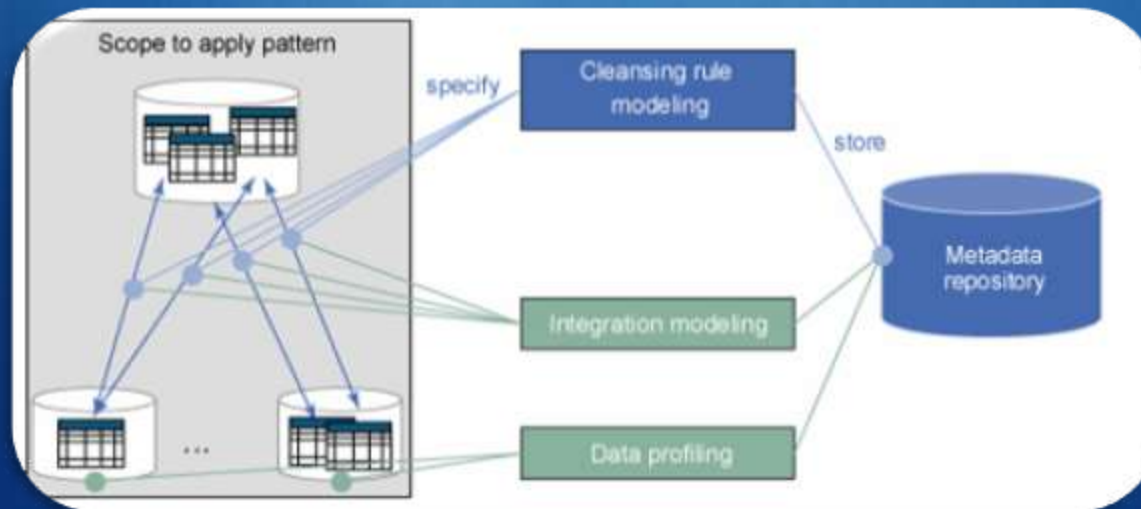 Scope to apply pattern
specify
Cleansing rule
modeling
store
Metadata
repository
Integration modeling
...
Data profiling